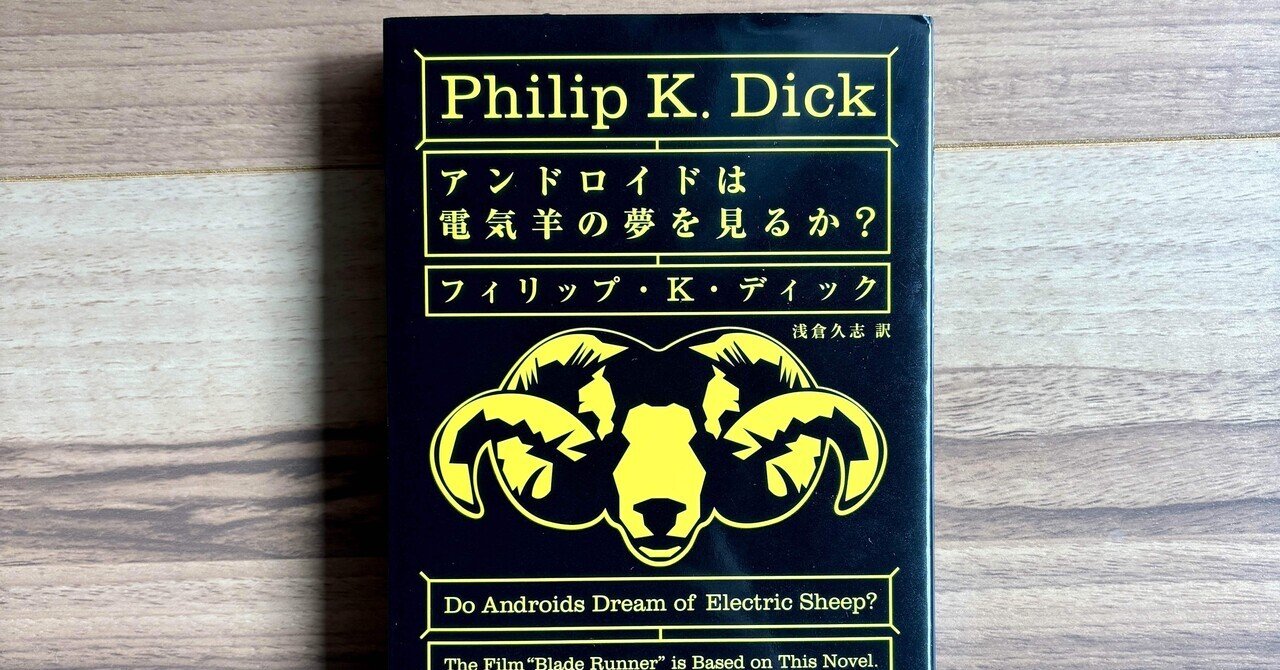 Philip K. Dick
アンドロイドは
電気羊の夢を見るか?
フィリップ・K・ディック
浅倉久志 訳
Do Androids Dream of Electric Sheep?
The Film "Blade Runner" is Based on This Novel.